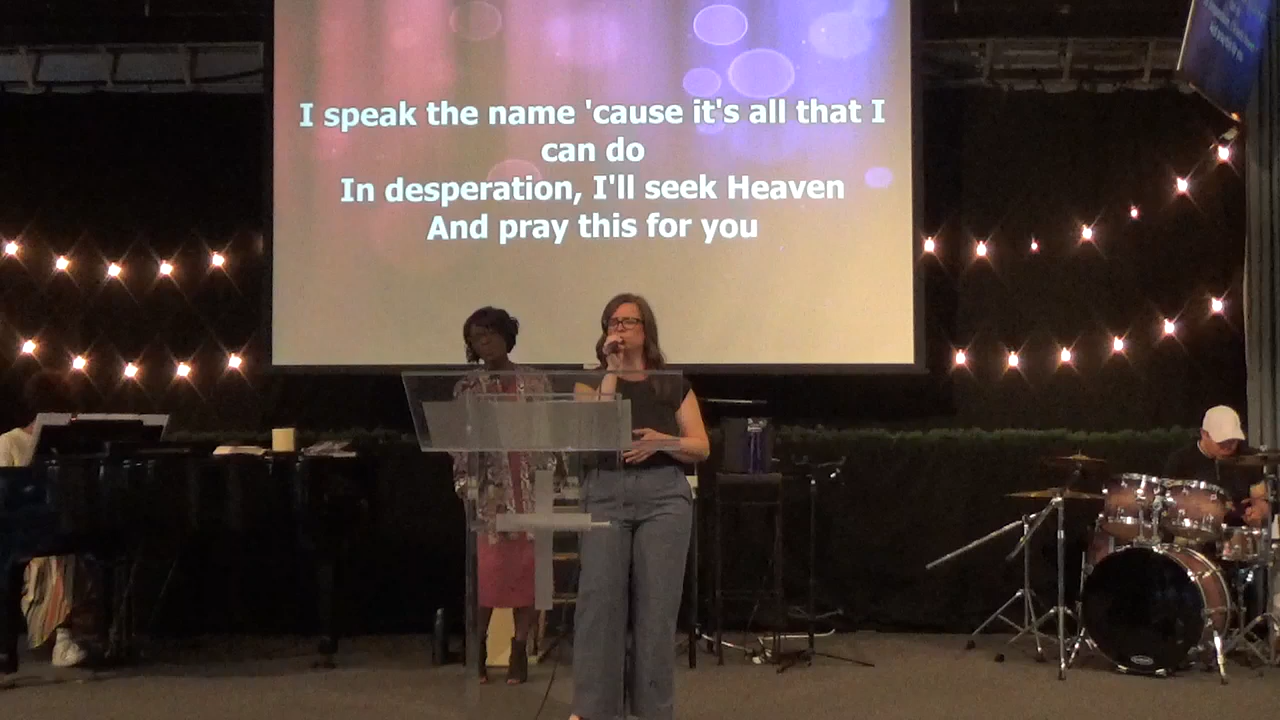 I speak the name 'cause it's all that I
can do
In desperation, I'll seek Heaven
And pray this for you